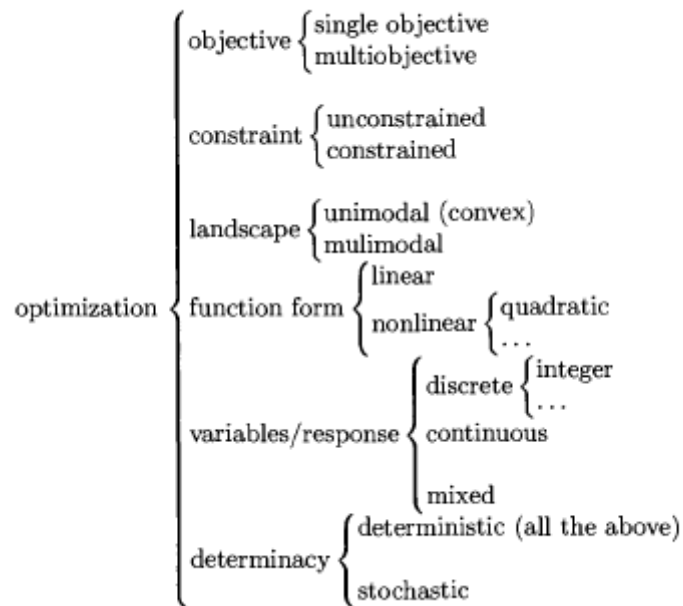 objective
single objective
multiobjective
constraint
unconstrained
constrained
landscape
unimodal (convex)
mulimodal
optimization
function form
linear
nonlinear
quadratic
...
variables/response
discrete
integer
...
continuous
mixed
determinacy
deterministic (all the above)
stochastic